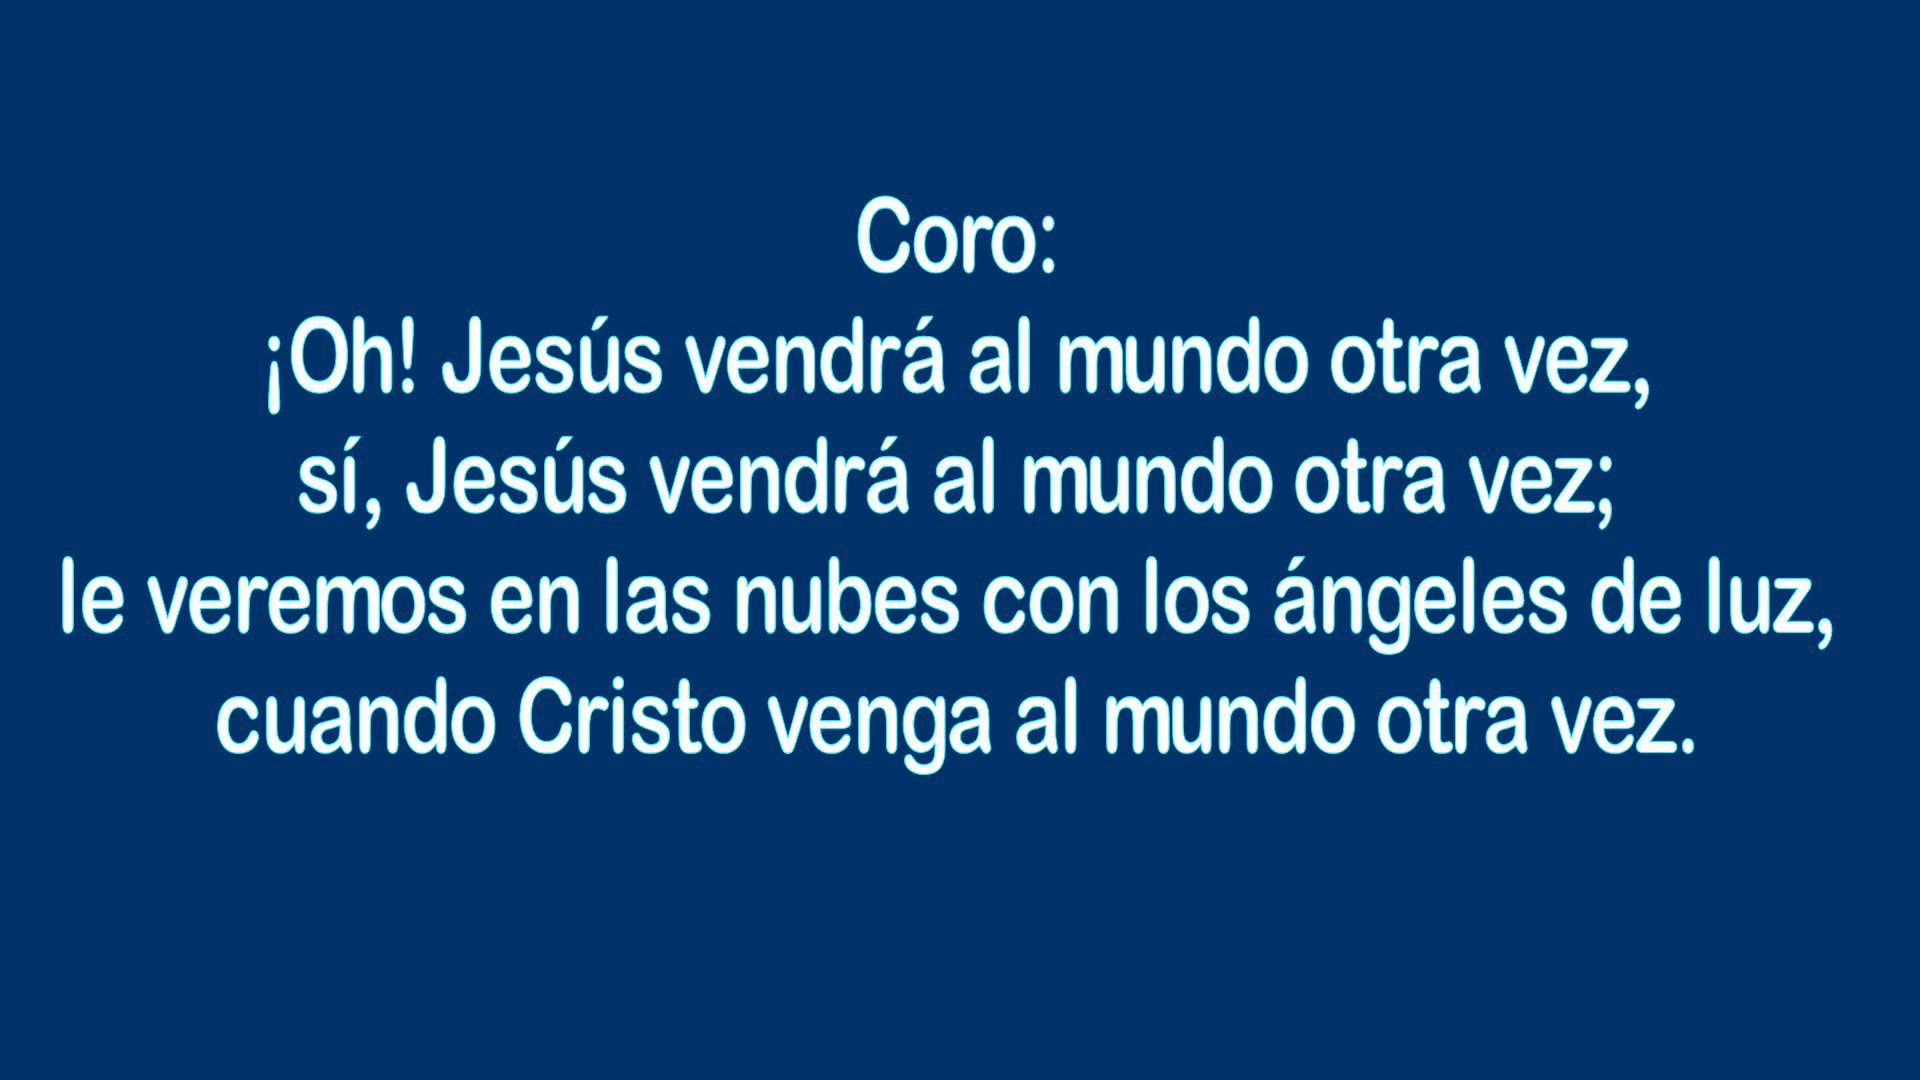 Coro:
¡Oh! Jesús vendrá al mundo otra vez,
sí, Jesús vendrá al mundo otra vez;
le veremos en las nubes con los ángeles de luz,
cuando Cristo venga al mundo otra vez.